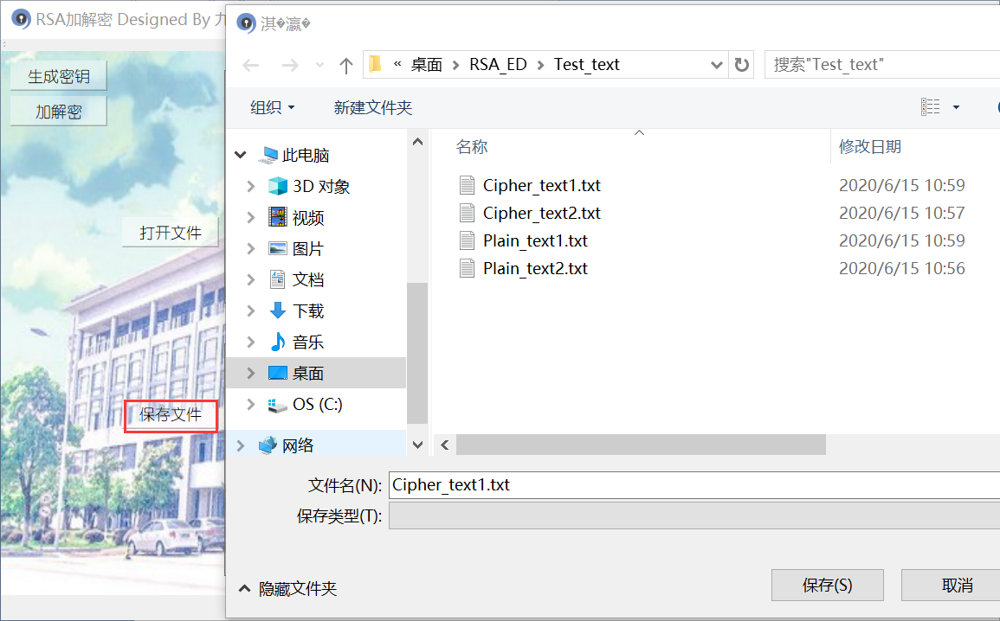 RSA加解密 Designed By 九
生成密钥
加解密
打开文件
保存文件
淇�瀛�
« 桌面 > RSA_ED > Test_text
搜索"Test_text"
组织
新建文件夹
名称
修改日期
此电脑
3D 对象
视频
图片
文档
下载
音乐
桌面
OS (C:)
网络
Cipher_text1.txt 2020/6/15 10:59
Cipher_text2.txt 2020/6/15 10:57
Plain_text1.txt 2020/6/15 10:59
Plain_text2.txt 2020/6/15 10:56
文件名(N): Cipher_text1.txt
保存类型(T):
隐藏文件夹
保存(S)
取消